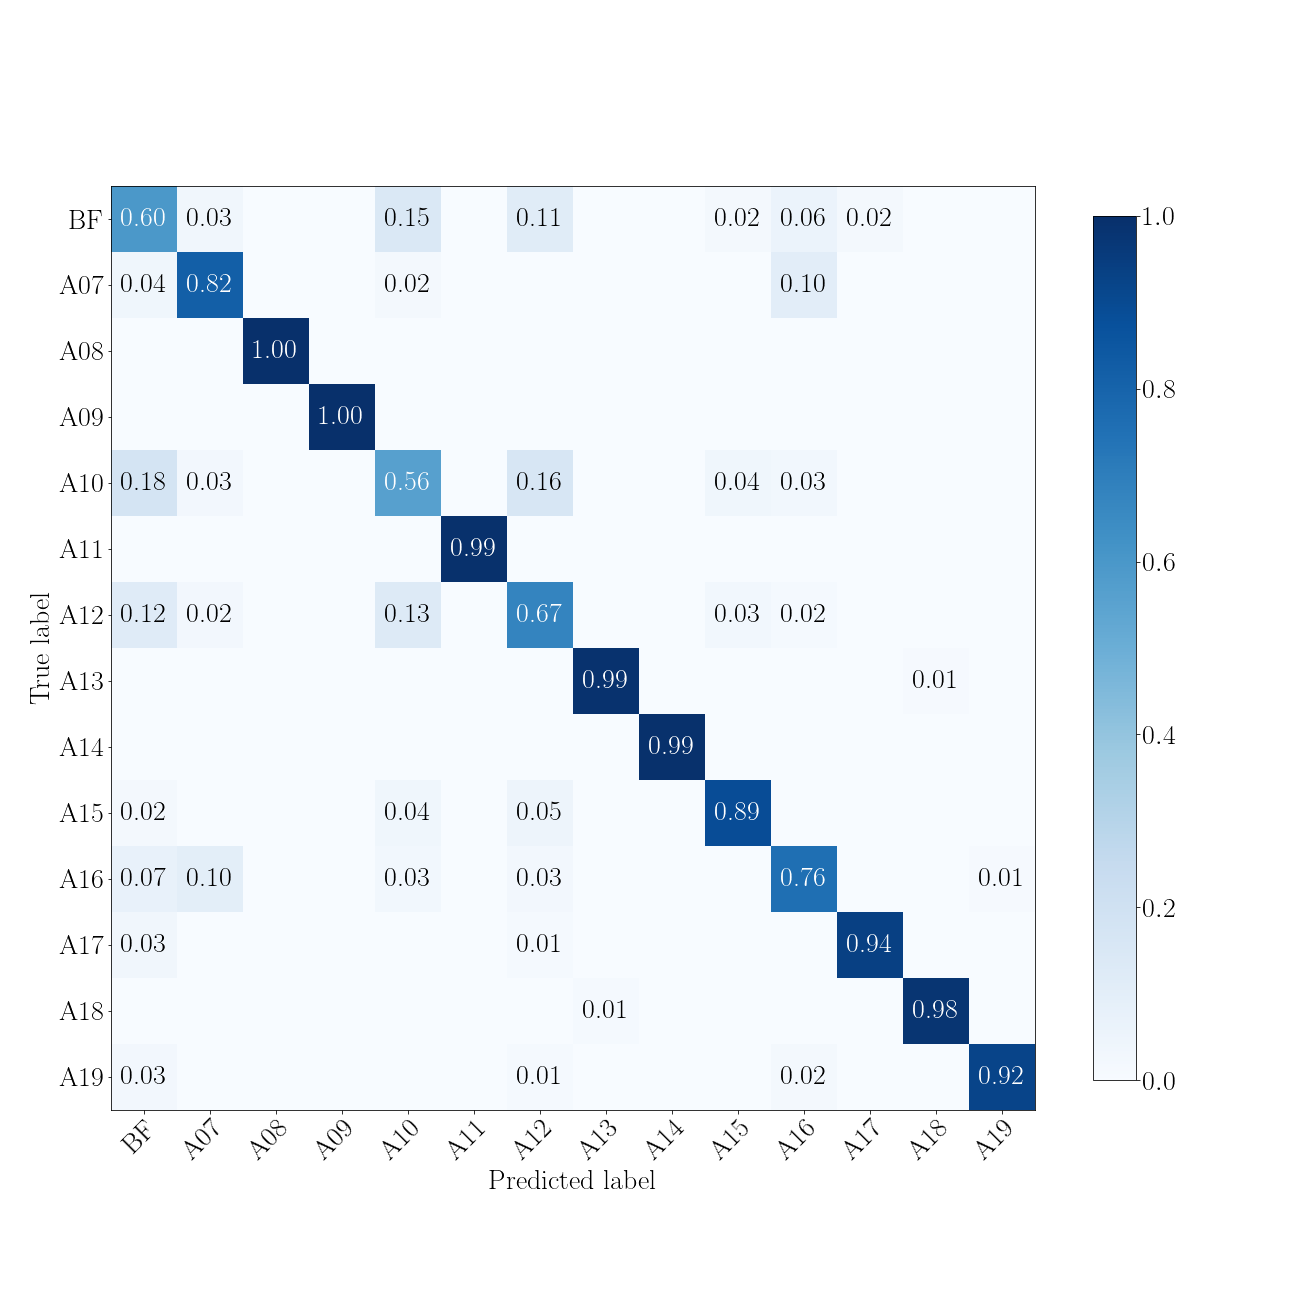 BF 0.60 0.03 0.15 0.11 0.02 0.06 0.02
A07 0.04 0.82 0.02 0.10
A08 1.00
A09 1.00
A10 0.18 0.03 0.56 0.16 0.04 0.03
A11 0.99
A12 0.12 0.02 0.13 0.67 0.03 0.02
A13 0.99 0.01
A14 0.99
A15 0.02 0.04 0.05 0.89
A16 0.07 0.10 0.03 0.03 0.76 0.01
A17 0.03 0.01 0.94
A18 0.01 0.98
A19 0.03 0.01 0.02 0.92
BF A07 A08 A09 A10 A11 A12 A13 A14 A15 A16 A17 A18 A19
Predicted label
True label
1.0
0.8
0.6
0.4
0.2
0.0